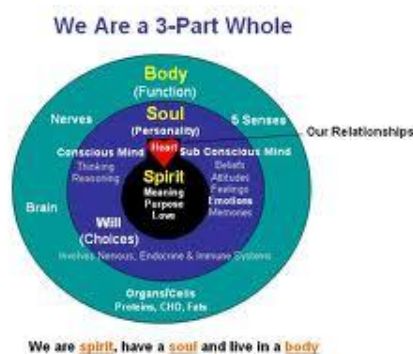 We Are a 3-Part Whole
Body
(Function)
Nerves
Soul
5 Senses
(Personality)
Our Relationships
Heart
Conscious Mind
Sub Conscious Mind
Thinking
Reasoning
Beliefs
Attitudes
Feelings
Emotions
Memories
Spirit
Meaning
Purpose
Love
Brain
Will
(Choices)
Involves Nervous, Endocrine & Immune Systems
Organs/Cells
Proteins, CHO, Fats
We are spirit, have a soul and live in a body